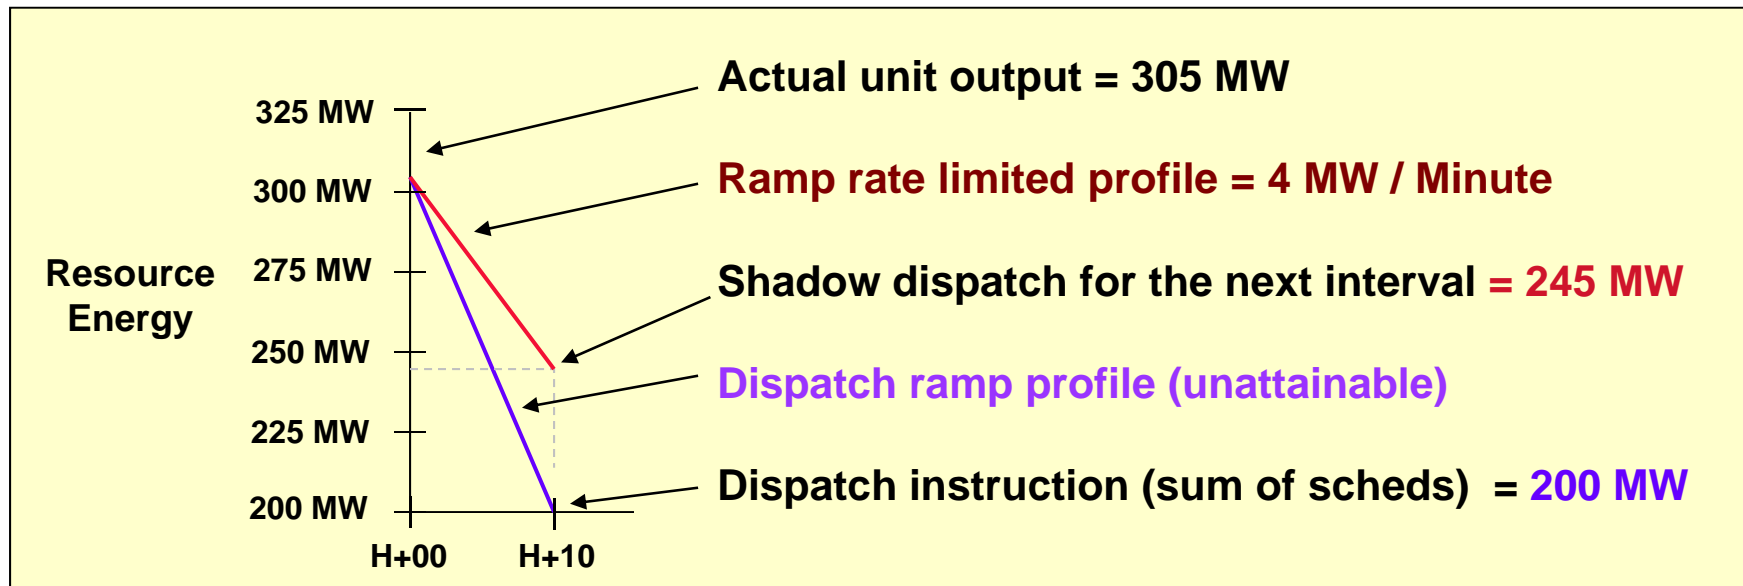 Actual unit output = 305 MW
325 MW
Ramp rate limited profile = 4 MW / Minute
300 MW
Resource
Energy
275 MW
Shadow dispatch for the next interval = 245 MW
250 MW
Dispatch ramp profile (unattainable)
225 MW
Dispatch instruction (sum of scheds) = 200 MW
200 MW
H+00
H+10